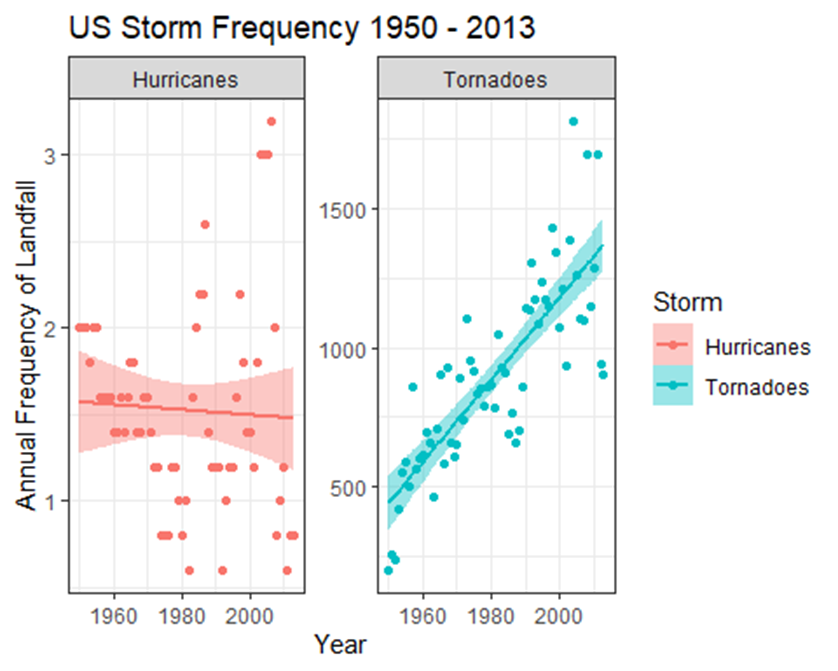 US Storm Frequency 1950 - 2013
Hurricanes
Tornadoes
Annual Frequency of Landfall
3
2
1
1500
1000
500
1960 1980 2000
1960 1980 2000
Year
Storm
Hurricanes
Tornadoes